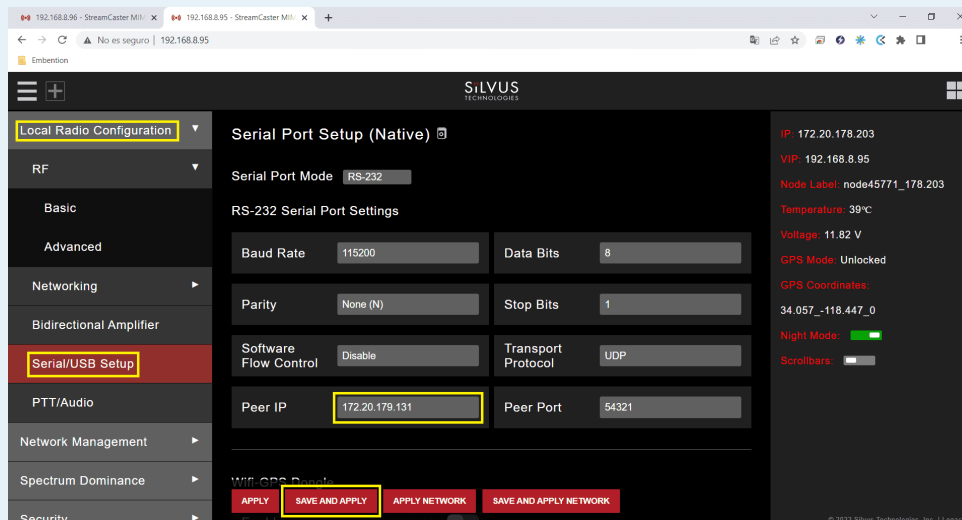 192.168.8.96 - StreamCaster MIM
192.168.8.95 - StreamCaster MIM
No es seguro | 192.168.8.95
Embention
SiLVUS
TECHNOLOGIES
Local Radio Configuration
RF
Basic
Advanced
Networking
Bidirectional Amplifier
Serial/USB Setup
PTT/Audio
Network Management
Spectrum Dominance
Security
Serial Port Setup (Native)
Serial Port Mode RS-232
RS-232 Serial Port Settings
Baud Rate 115200 Data Bits 8
Parity None (N) Stop Bits 1
Software Flow Control Disable Transport Protocol UDP
Peer IP 172.20.179.131 Peer Port 54321
Wifi-GPS Dongle
APPLY SAVE AND APPLY APPLY NETWORK SAVE AND APPLY NETWORK
IP: 172.20.178.203
VIP: 192.168.8.95
Node Label: node45771_178.203
Temperature: 39℃
Voltage: 11.82 V
GPS Mode: Unlocked
GPS Coordinates:
34.057_-118.447_0
Night Mode:
Scrollbars:
© 2022 Silvus Technologies, Inc.